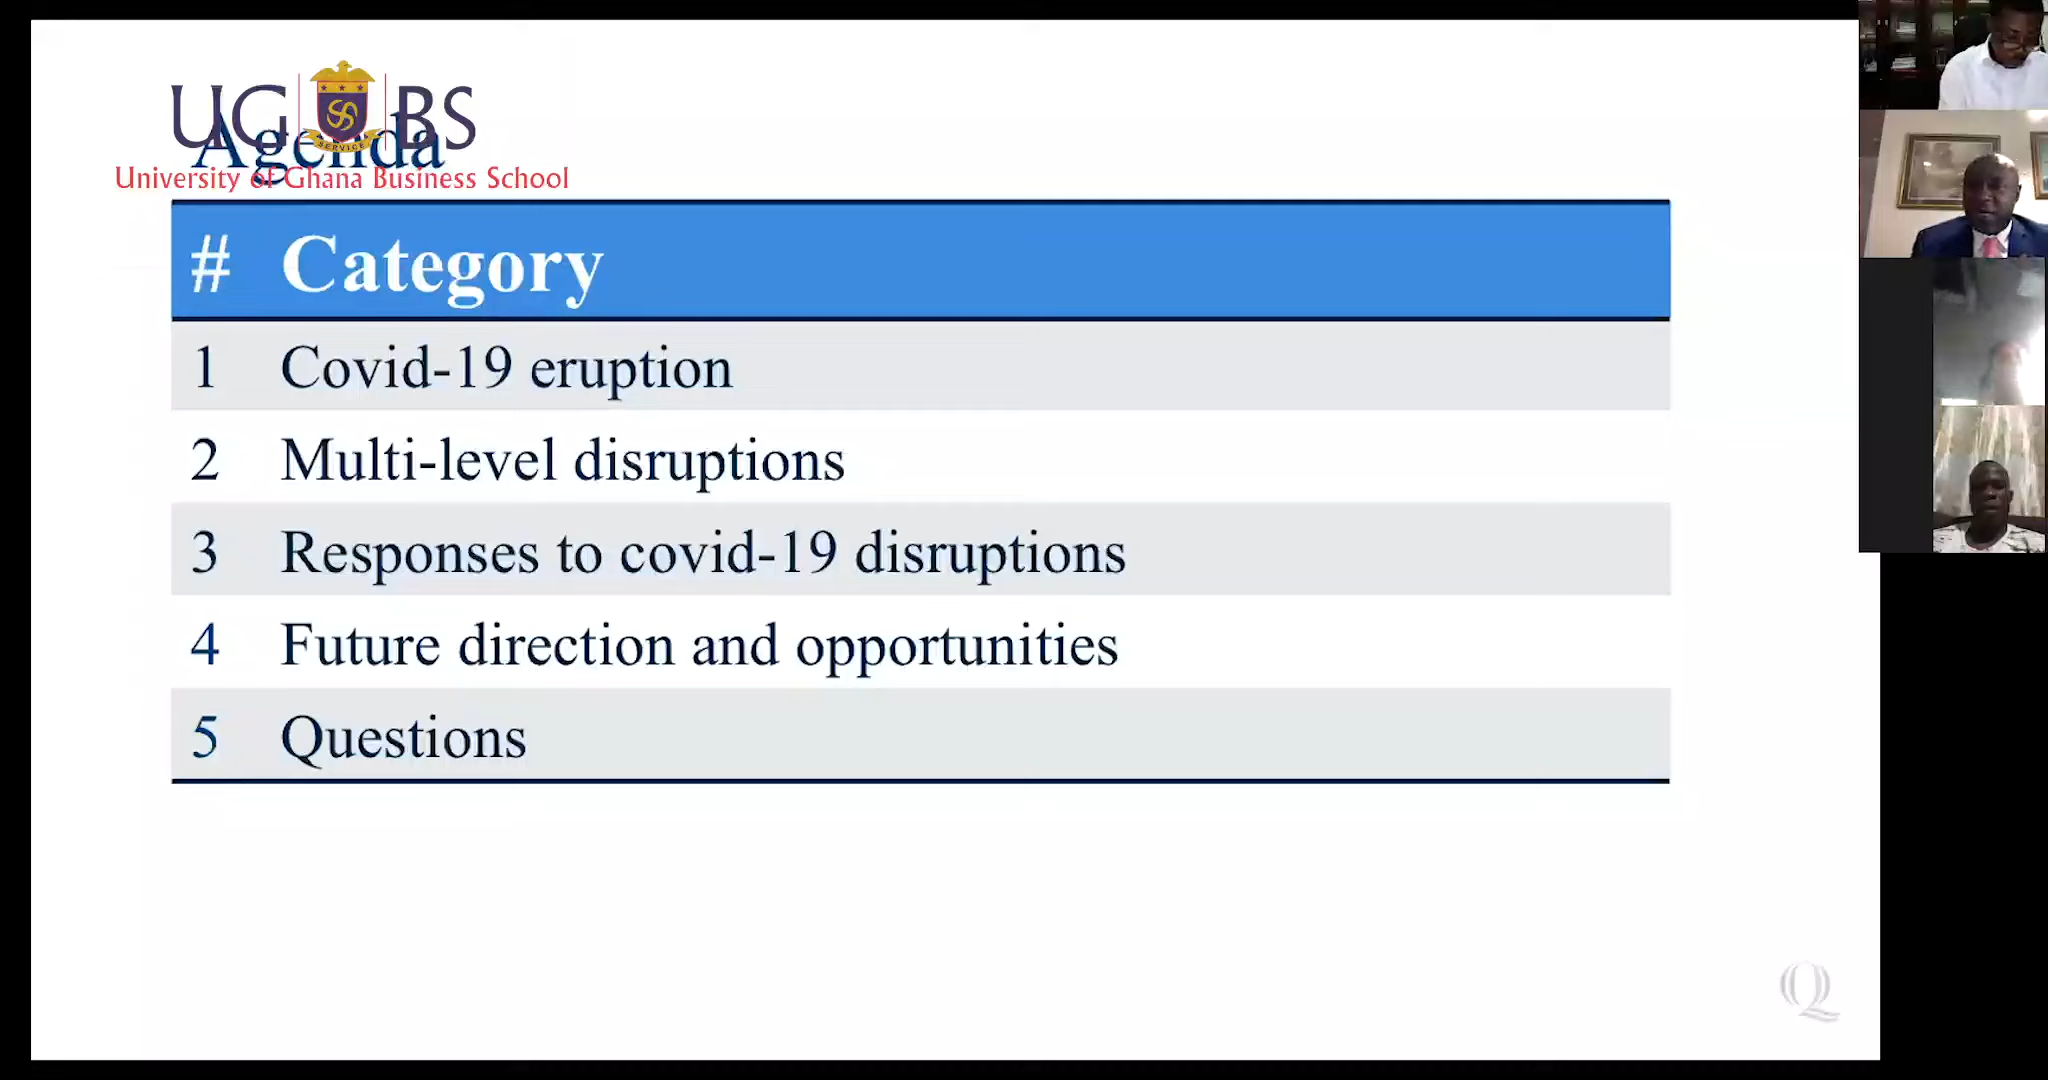 UG BS
SERVICE
Agenda
University of Ghana Business School
# Category
1 Covid-19 eruption
2 Multi-level disruptions
3 Responses to covid-19 disruptions
4 Future direction and opportunities
5 Questions
Q